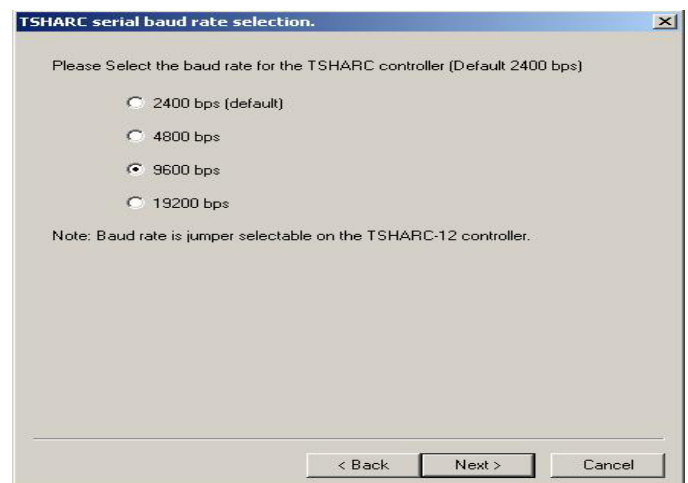 TSHARC serial baud rate selection.
Please Select the baud rate for the TSHARC controller (Default 2400 bps)
2400 bps (default)
4800 bps
9600 bps
19200 bps
Note: Baud rate is jumper selectable on the TSHARC-12 controller.
< Back Next > Cancel